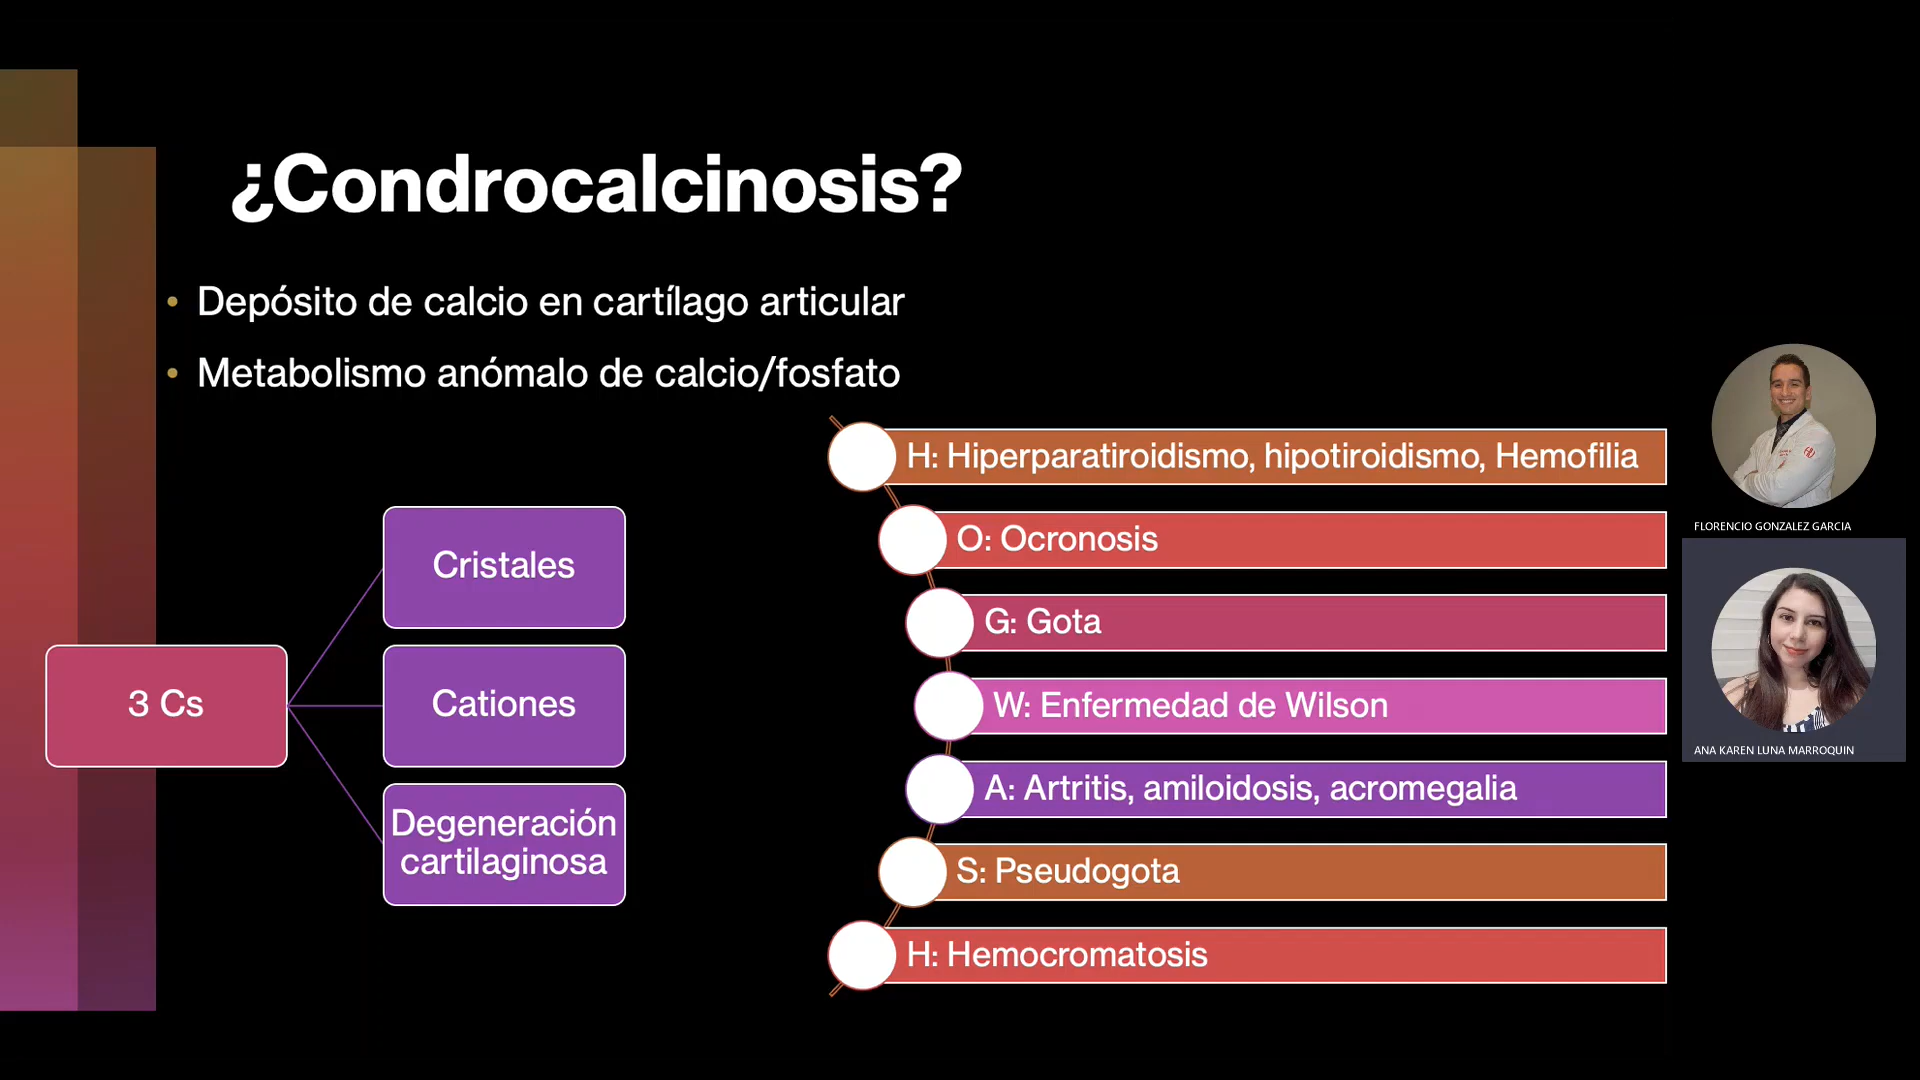 ¿Condrocalcinosis?
• Depósito de calcio en cartílago articular
• Metabolismo anómalo de calcio/fosfato
3 Cs
Cristales
Cationes
Degeneración
cartilaginosa
H: Hiperparatiroidismo, hipotiroidismo, Hemofilia
O: Ocronosis
G: Gota
W: Enfermedad de Wilson
A: Artritis, amiloidosis, acromegalia
S: Pseudogota
H: Hemocromatosis
FLORENCIO GONZALEZ GARCIA
ANA KAREN LUNA MARROQUIN